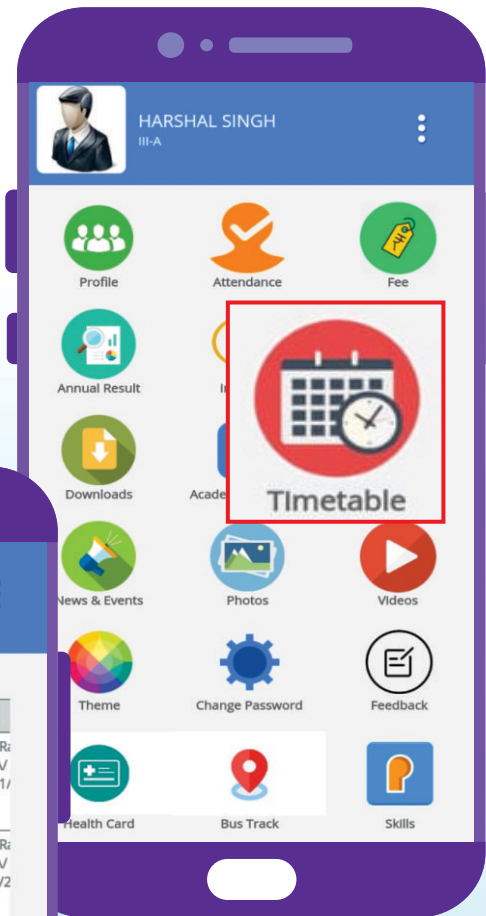 HARSHAL SINGH
III-A
Profile
Attendance
Fee
Annual Result
Timetable
Downloads
News & Events
Photos
Videos
Theme
Change Password
Feedback
Health Card
Bus Track
Skills